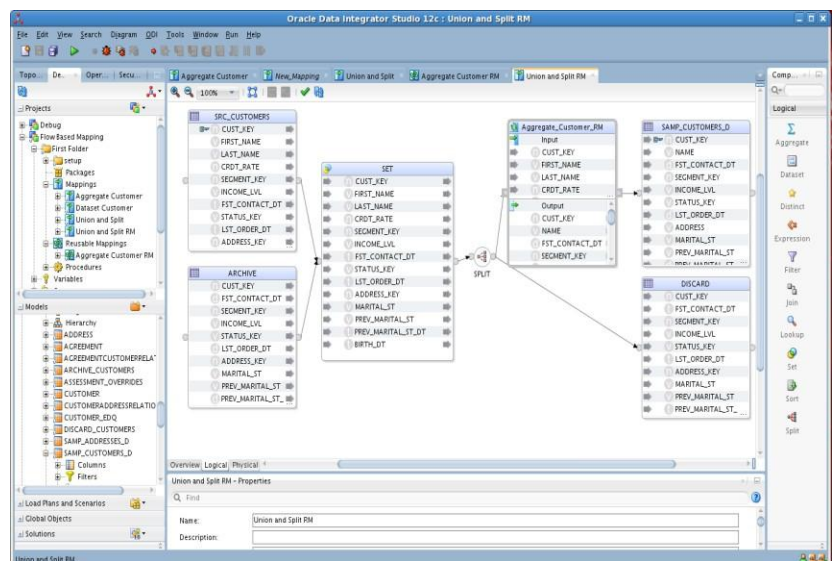 Oracle Data Integrator Studio 12c : Union and Split RM
File Edit View Search Diagram ODI Tools Window Run Help
Topo... De... Oper... Secu...
Aggregate Customer New_Mapping Union and Split Aggregate Customer RM Union and Split RM
Comp...
100%
Projects
Debug
Flow Based Mapping
First Folder
setup
Packages
Mappings
Aggregate Customer
Dataset Customer
Union and Split
Union and Split RM
Reusable Mappings
Aggregate Customer RM
Procedures
Variables
Models
Hierarchy
ADDRESS
AGREEMENT
AGREEMENTCUSTOMERRELAT
ARCHIVE_CUSTOMERS
ASSESSMENT_OVERRIDES
CUSTOMER
CUSTOMERADDRESSRELATIO
CUSTOMER_EDQ
DISCARD_CUSTOMERS
SAMP_ADDRESSES_D
SAMP_CUSTOMERS_D
Columns
Filters
Load Plans and Scenarios
Global Objects
Solutions
Union and Split RM
SRC_CUSTOMERS
CUST_KEY
FIRST_NAME
LAST_NAME
CRDT_RATE
SEGMENT_KEY
INCOME_LVL
FST_CONTACT_DT
STATUS_KEY
LST_ORDER_DT
ADDRESS_KEY
ARCHIVE
CUST_KEY
FST_CONTACT_DT
SEGMENT_KEY
INCOME_LVL
STATUS_KEY
LST_ORDER_DT
ADDRESS_KEY
MARITAL_ST
PREV_MARITAL_ST
PREV_MARITAL_ST_
SET
CUST_KEY
FIRST_NAME
LAST_NAME
CRDT_RATE
SEGMENT_KEY
INCOME_LVL
FST_CONTACT_DT
STATUS_KEY
LST_ORDER_DT
ADDRESS_KEY
MARITAL_ST
PREV_MARITAL_ST
PREV_MARITAL_ST_DT
BIRTH_DT
SPLIT
Aggregate_Customer_RM
Input
CUST_KEY
FIRST_NAME
LAST_NAME
CRDT_RATE
Output
CUST_KEY
NAME
FST_CONTACT_DT
SEGMENT_KEY
SAMP_CUSTOMERS_D
CUST_KEY
NAME
FST_CONTACT_DT
SEGMENT_KEY
INCOME_LVL
STATUS_KEY
LST_ORDER_DT
ADDRESS
MARITAL_ST
PREV_MARITAL_ST
PREV_MARITAL_ST
DISCARD
CUST_KEY
FST_CONTACT_DT
SEGMENT_KEY
INCOME_LVL
STATUS_KEY
LST_ORDER_DT
ADDRESS_KEY
MARITAL_ST
PREV_MARITAL_ST
PREV_MARITAL_ST_
Logical
Aggregate
Dataset
Distinct
Expression
Filter
Join
Lookup
Set
Sort
Split
Overview Logical Physical
Union and Split RM - Properties
Find
Name: Union and Split RM
Description: